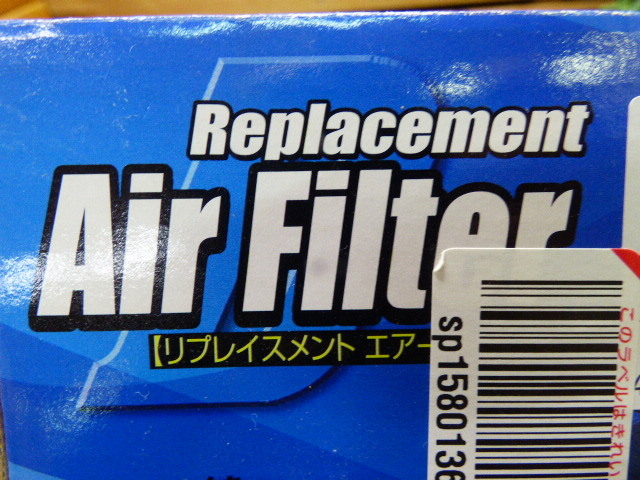 Replacement
Air Filter
【リプレイスメント エアー
sp1580136
このラベルはきれい